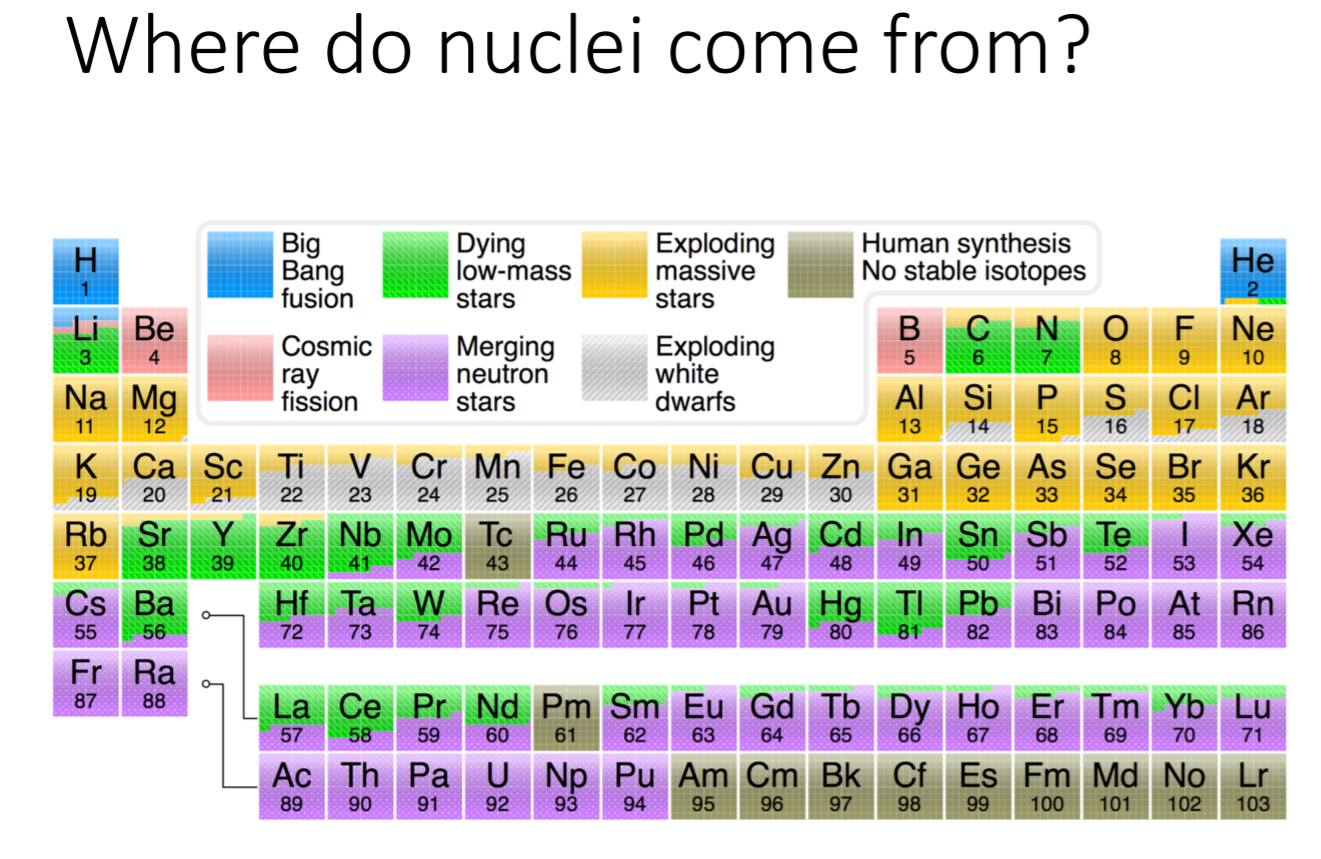 Where do nuclei come from?
Big Bang fusion
Dying low-mass stars
Exploding massive stars
Human synthesis No stable isotopes
Cosmic ray fission
Merging neutron stars
Exploding white dwarfs
H 1
He 2
Li 3
Be 4
B 5
C 6
N 7
O 8
F 9
Ne 10
Na 11
Mg 12
Al 13
Si 14
P 15
S 16
Cl 17
Ar 18
K 19
Ca 20
Sc 21
Ti 22
V 23
Cr 24
Mn 25
Fe 26
Co 27
Ni 28
Cu 29
Zn 30
Ga 31
Ge 32
As 33
Se 34
Br 35
Kr 36
Rb 37
Sr 38
Y 39
Zr 40
Nb 41
Mo 42
Tc 43
Ru 44
Rh 45
Pd 46
Ag 47
Cd 48
In 49
Sn 50
Sb 51
Te 52
I 53
Xe 54
Cs 55
Ba 56
Hf 72
Ta 73
W 74
Re 75
Os 76
Ir 77
Pt 78
Au 79
Hg 80
Tl 81
Pb 82
Bi 83
Po 84
At 85
Rn 86
Fr 87
Ra 88
La 57
Ce 58
Pr 59
Nd 60
Pm 61
Sm 62
Eu 63
Gd 64
Tb 65
Dy 66
Ho 67
Er 68
Tm 69
Yb 70
Lu 71
Ac 89
Th 90
Pa 91
U 92
Np 93
Pu 94
Am 95
Cm 96
Bk 97
Cf 98
Es 99
Fm 100
Md 101
No 102
Lr 103